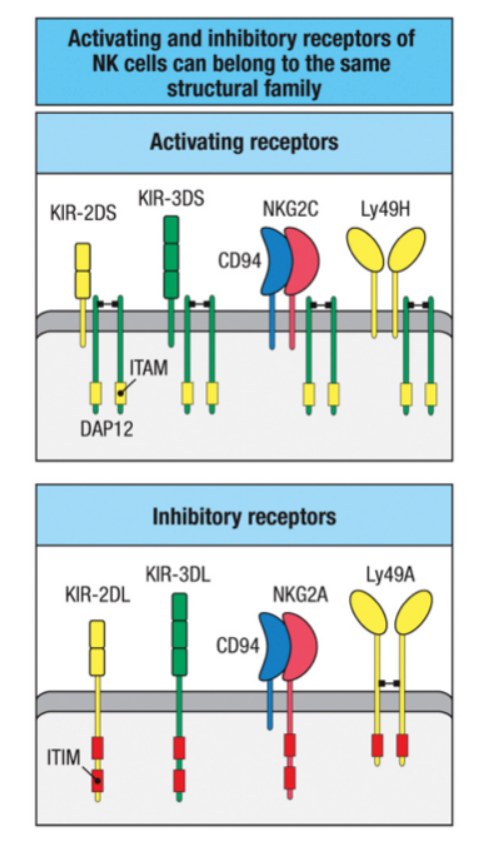 Activating and inhibitory receptors of
NK cells can belong to the same
structural family
Activating receptors
KIR-2DS
KIR-3DS
NKG2C
Ly49H
CD94
ITAM
DAP12
Inhibitory receptors
KIR-2DL
KIR-3DL
NKG2A
Ly49A
CD94
ITIM